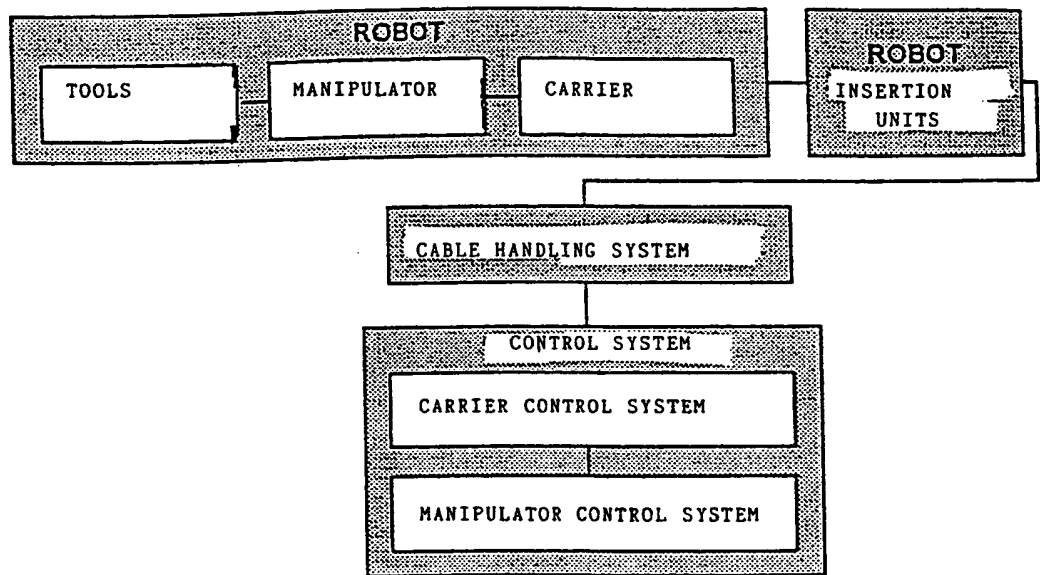 ROBOT
TOOLS
MANIPULATOR
CARRIER
ROBOT
INSERTION
UNITS
CABLE HANDLING SYSTEM
CONTROL SYSTEM
CARRIER CONTROL SYSTEM
MANIPULATOR CONTROL SYSTEM